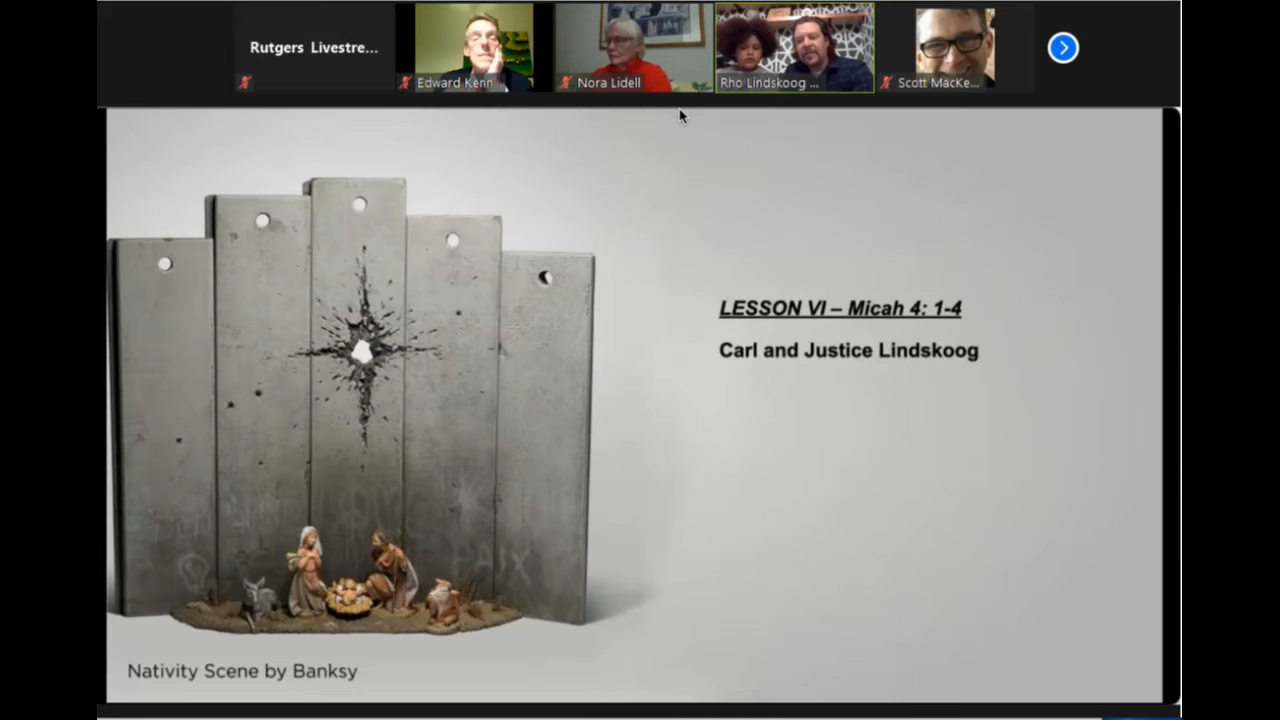 Rutgers Livestre...
Edward Kenn...
Nora Lidell
Rho Lindskoog ...
Scott MacKe...
LESSON VI – Micah 4: 1-4
Carl and Justice Lindskoog
PAIX
Nativity Scene by Banksy